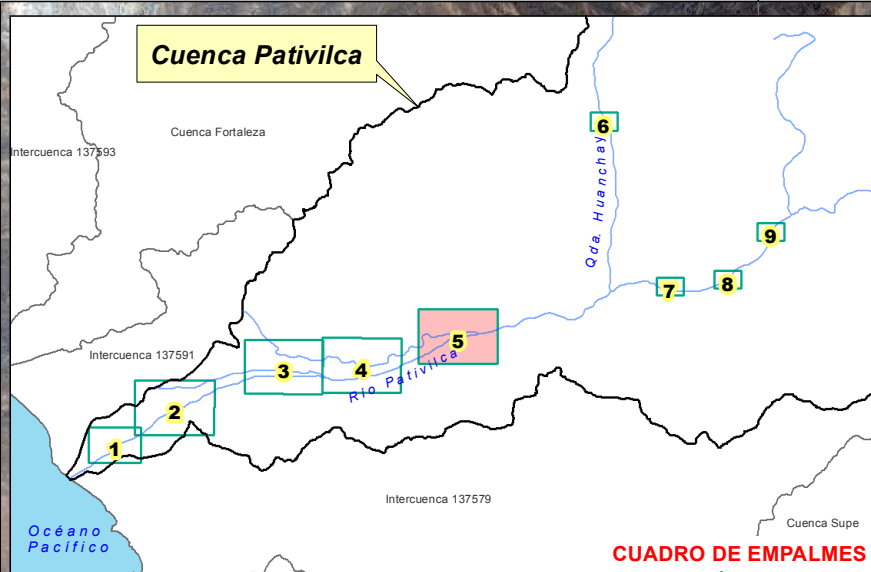 Cuenca Pativilca
Cuenca Fortaleza
Intercuenca 137593
6
Qda. Huanchay
9
8
7
Intercuenca 137591
5
4
3
Río Pativilca
2
1
Intercuenca 137579
Océano
Pacífico
Cuenca Supe
CUADRO DE EMPALMES